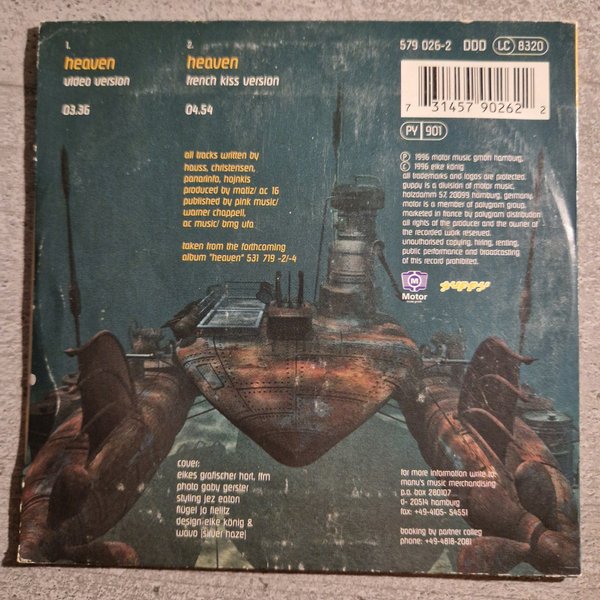 1.
heaven
video version
03.36
2.
heaven
french kiss version
04.54
all tracks written by
hauss, christensen,
panarinfo, hajnkis
produced by matiz/ ac 16
published by pink music/
warner chappell,
ac music/ bmg ufa
taken from the forthcoming
album "heaven" 531 719 -2/-4
579 026-2 DDD LC 8320
7 31457 90262 2
PY 901
P 1996 motor music gmbh hamburg,
C 1996 eike könig
all trademarks and logos are protected.
guppy is a division of motor music,
holzdamm 57, 20099 hamburg, germany.
motor is a member of polygram group.
marketed in france by polygram distribution
all rights of the producer and the owner of
the recorded work reserved.
unauthorised copying, hiring, renting,
public performance and broadcasting
of this record prohibited.
M
Motor
guppy
cover:
eikes grafischer hort, ffm
photo gaby gerster
styling jez eaton
flügel jo fielitz
design eike könig &
wavo [silver haze]
for more information write to
manu's music merchandising
p.o. box 280107
d- 20514 hamburg
fax: +49-4105- 54551
booking by partner colleg
phone: +49-4818-2081